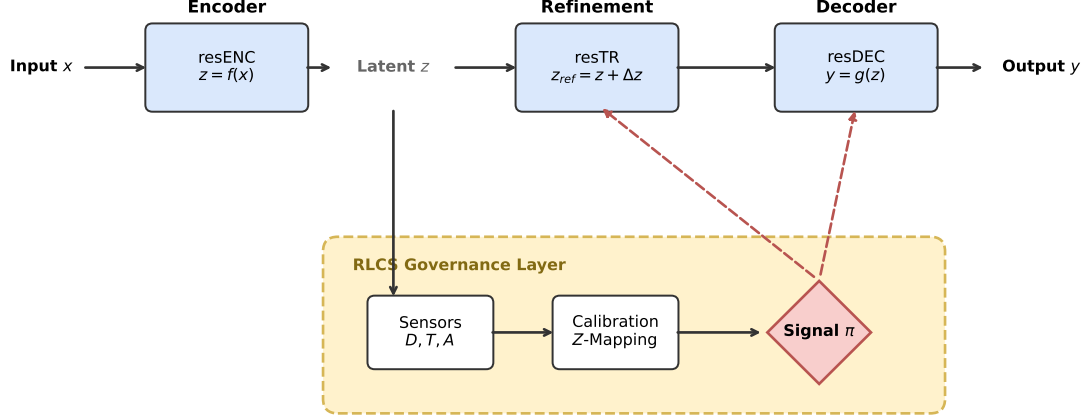 Encoder
Refinement
Decoder
Input x
resENC
z = f(x)
Latent z
resTR
z_ref = z + Δz
resDEC
y = g(z)
Output y
RLCS Governance Layer
Sensors
D, T, A
Calibration
Z-Mapping
Signal π